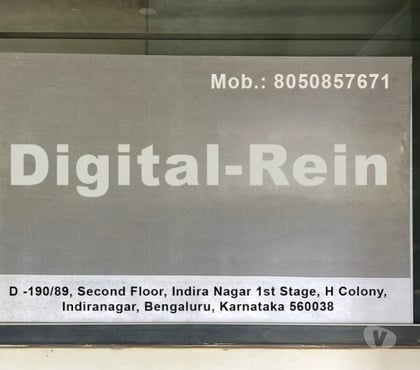 Mob.: 8050857671
Digital-Rein
D -190/89, Second Floor, Indira Nagar 1st Stage, H Colony,
Indiranagar, Bengaluru, Karnataka 560038
V